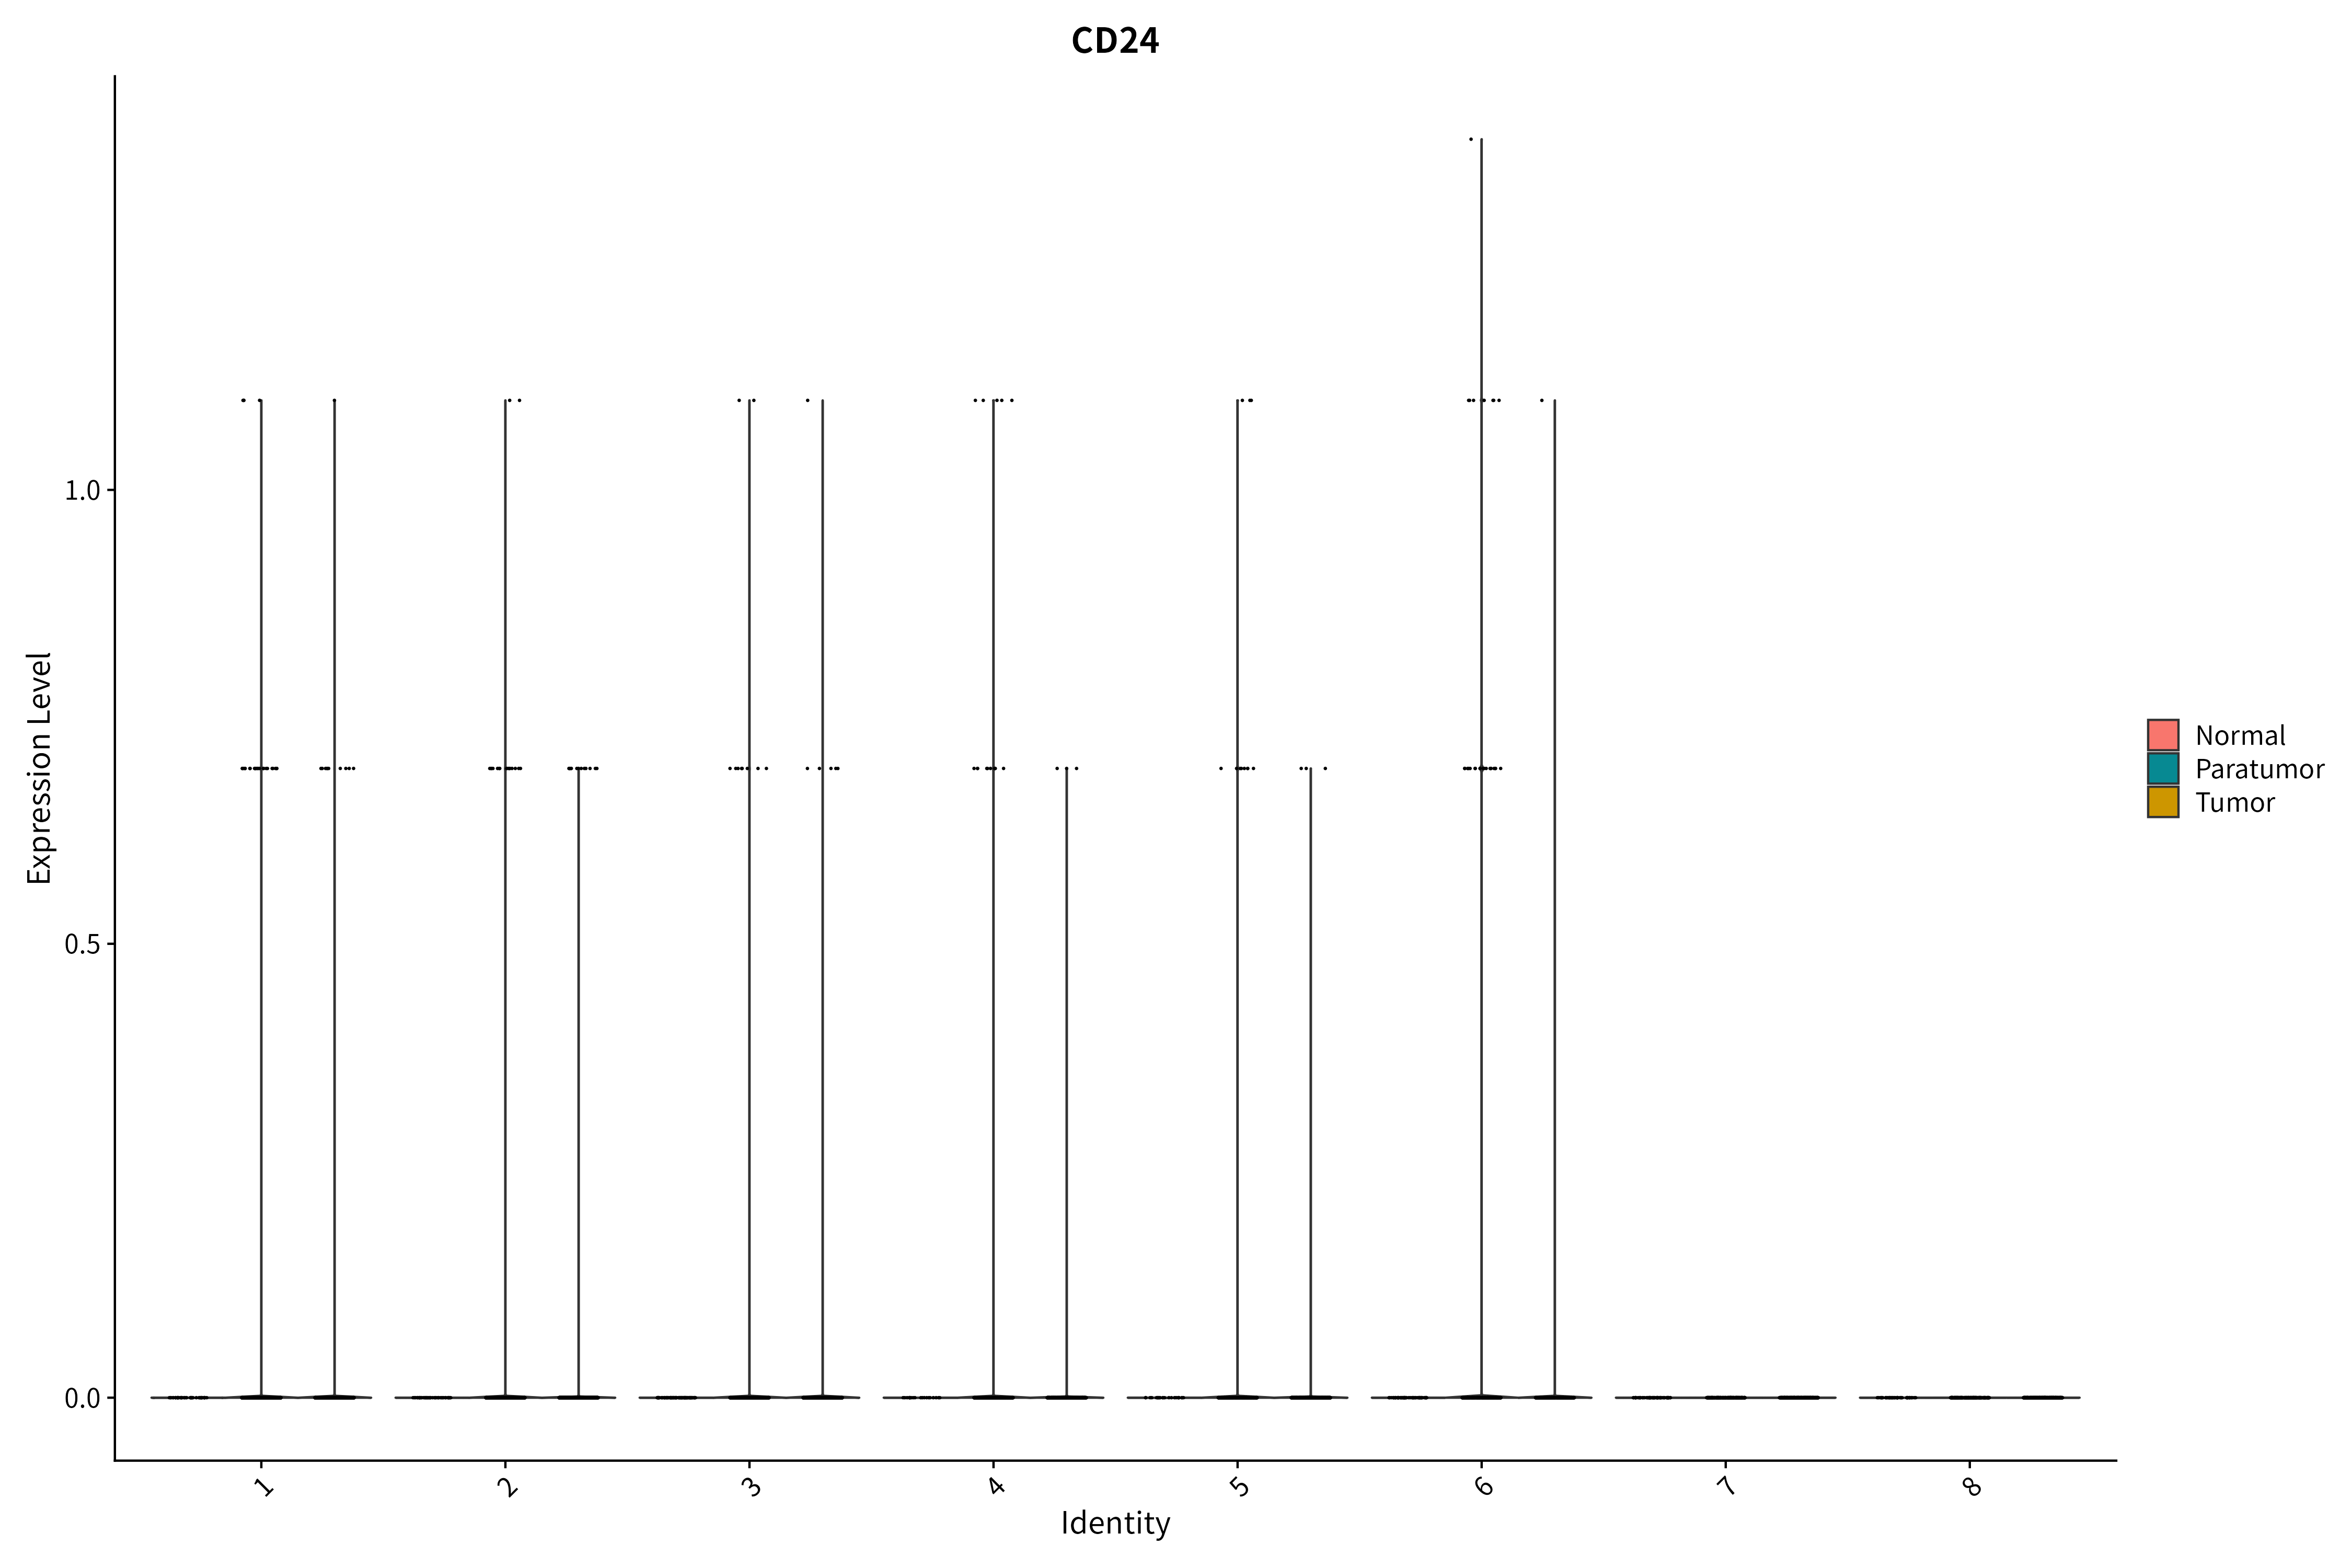 CD24
Expression Level
1.0
0.5
0.0
1
2
3
4
5
6
7
8
Identity
Normal
Paratumor
Tumor